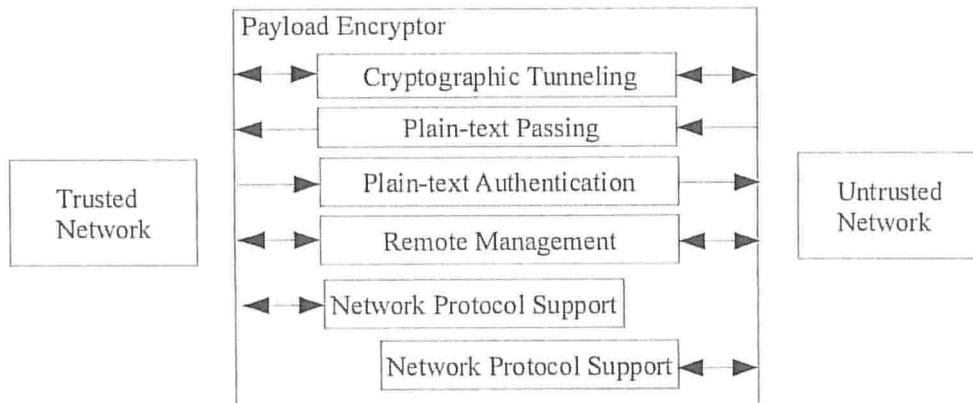 Payload Encryptor
Cryptographic Tunneling
Plain-text Passing
Plain-text Authentication
Trusted
Network
Untrusted
Network
Remote Management
Network Protocol Support
Network Protocol Support